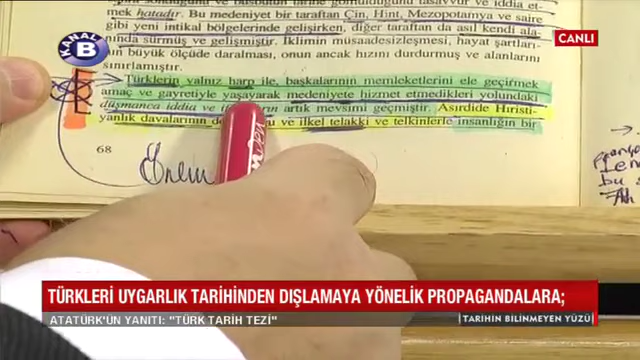 met hatadır. Bu medeniyet bir taraftan Çin, Hint, Mezopotamya ve saire
gibi yeni intikal bölgelerinde gelişirken, diğer taraftan da asıl kendi alanında
sürmüş ve gelişmiştir. İklimin müsaadesizleşmesi, hayat şartları-
nın büyük ölçüde daralması, onun ancak hızını durdurmuş ve alanını
sınırlamıştır.
Türklerin yalnız harp ile, başkalarının memleketlerini ele geçirmek
amaç ve gayretiyle yaşayarak medeniyete hizmet etmedikleri yolundaki
düşmanca iddia ve artık mevsimi geçmiştir. Asırdide Hıristi-
yanlık davalarının ve ilkel telakki ve telkinlerle insanlığın bir
68
Önem
KANAL
B
CANLI
TÜRKLERİ UYGARLIK TARİHİNDEN DIŞLAMAYA YÖNELİK PROPAGANDALARA;
ATATÜRK'ÜN YANITI: "TÜRK TARİH TEZİ"
TARİHİN BİLİNMEYEN YÜZÜ